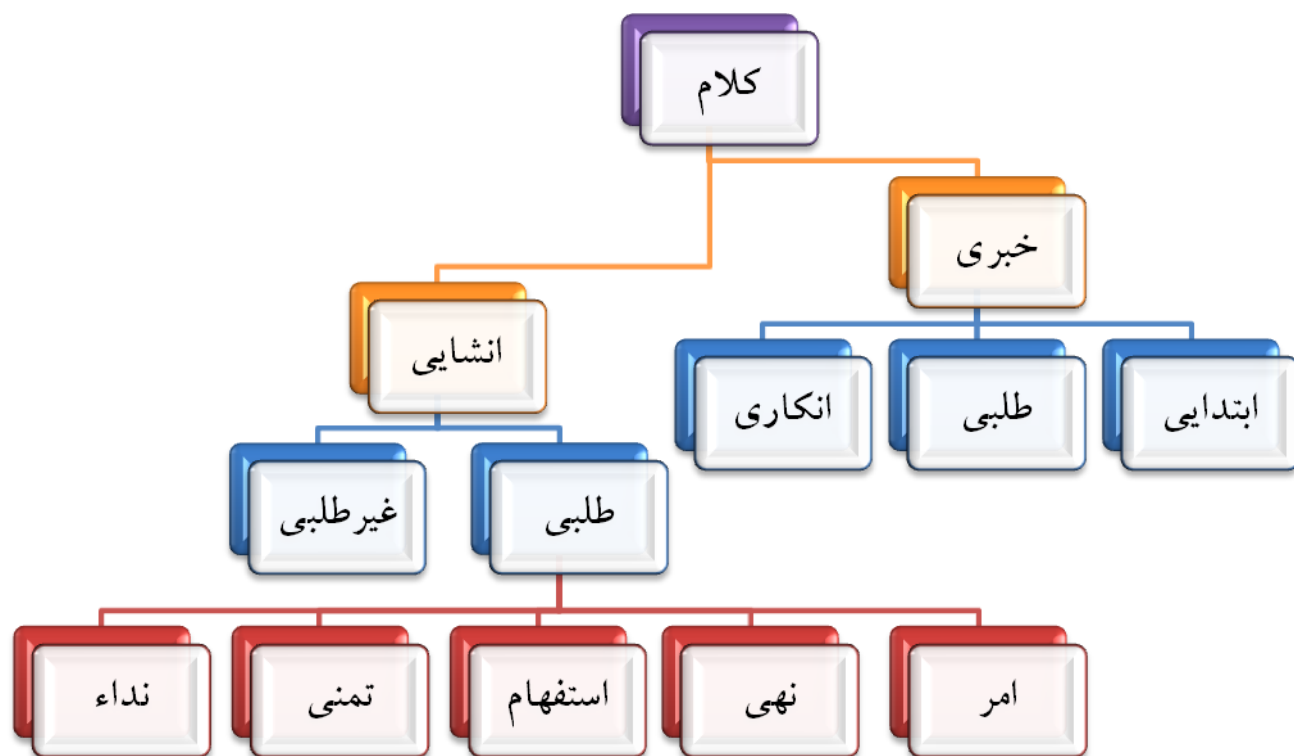 کلام
خبری
انشایی
ابتدایی
طلبی
انکاری
طلبی
غیرطلبی
امر
نهی
استفهام
تمنی
نداء